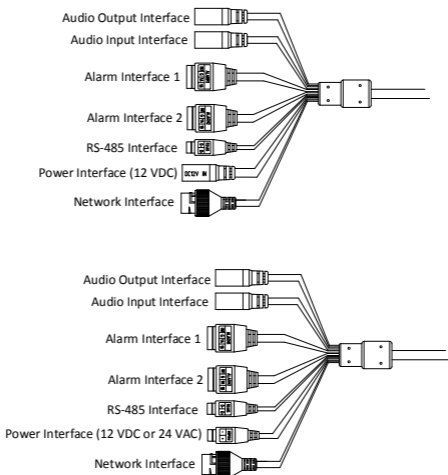 Audio Output Interface
Audio Input Interface
Alarm Interface 1
Alarm Interface 2
RS-485 Interface
Power Interface (12 VDC)
DC12V IN
Network Interface
Audio Output Interface
Audio Input Interface
Alarm Interface 1
Alarm Interface 2
RS-485 Interface
Power Interface (12 VDC or 24 VAC)
Network Interface